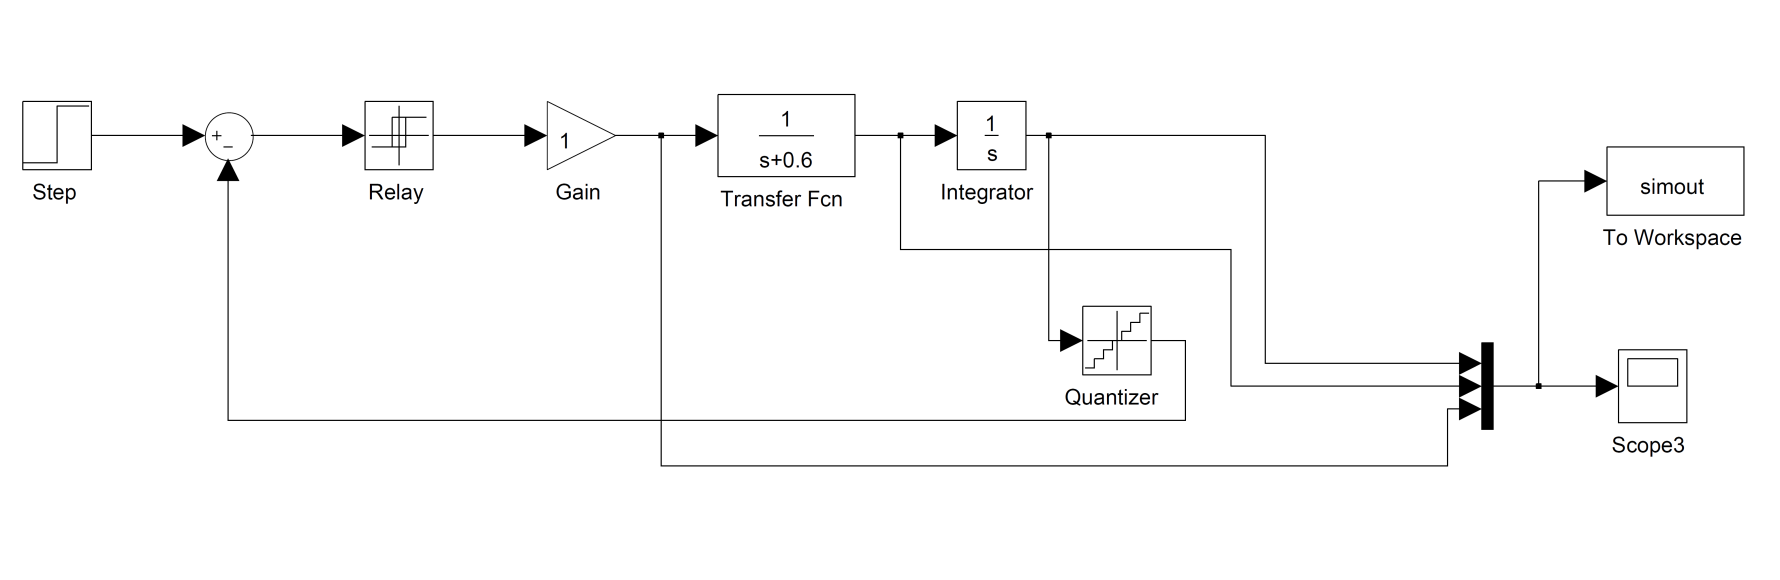 Step
+
−
Relay
1
Gain
1
s+0.6
Transfer Fcn
1
s
Integrator
Quantizer
simout
To Workspace
Scope3